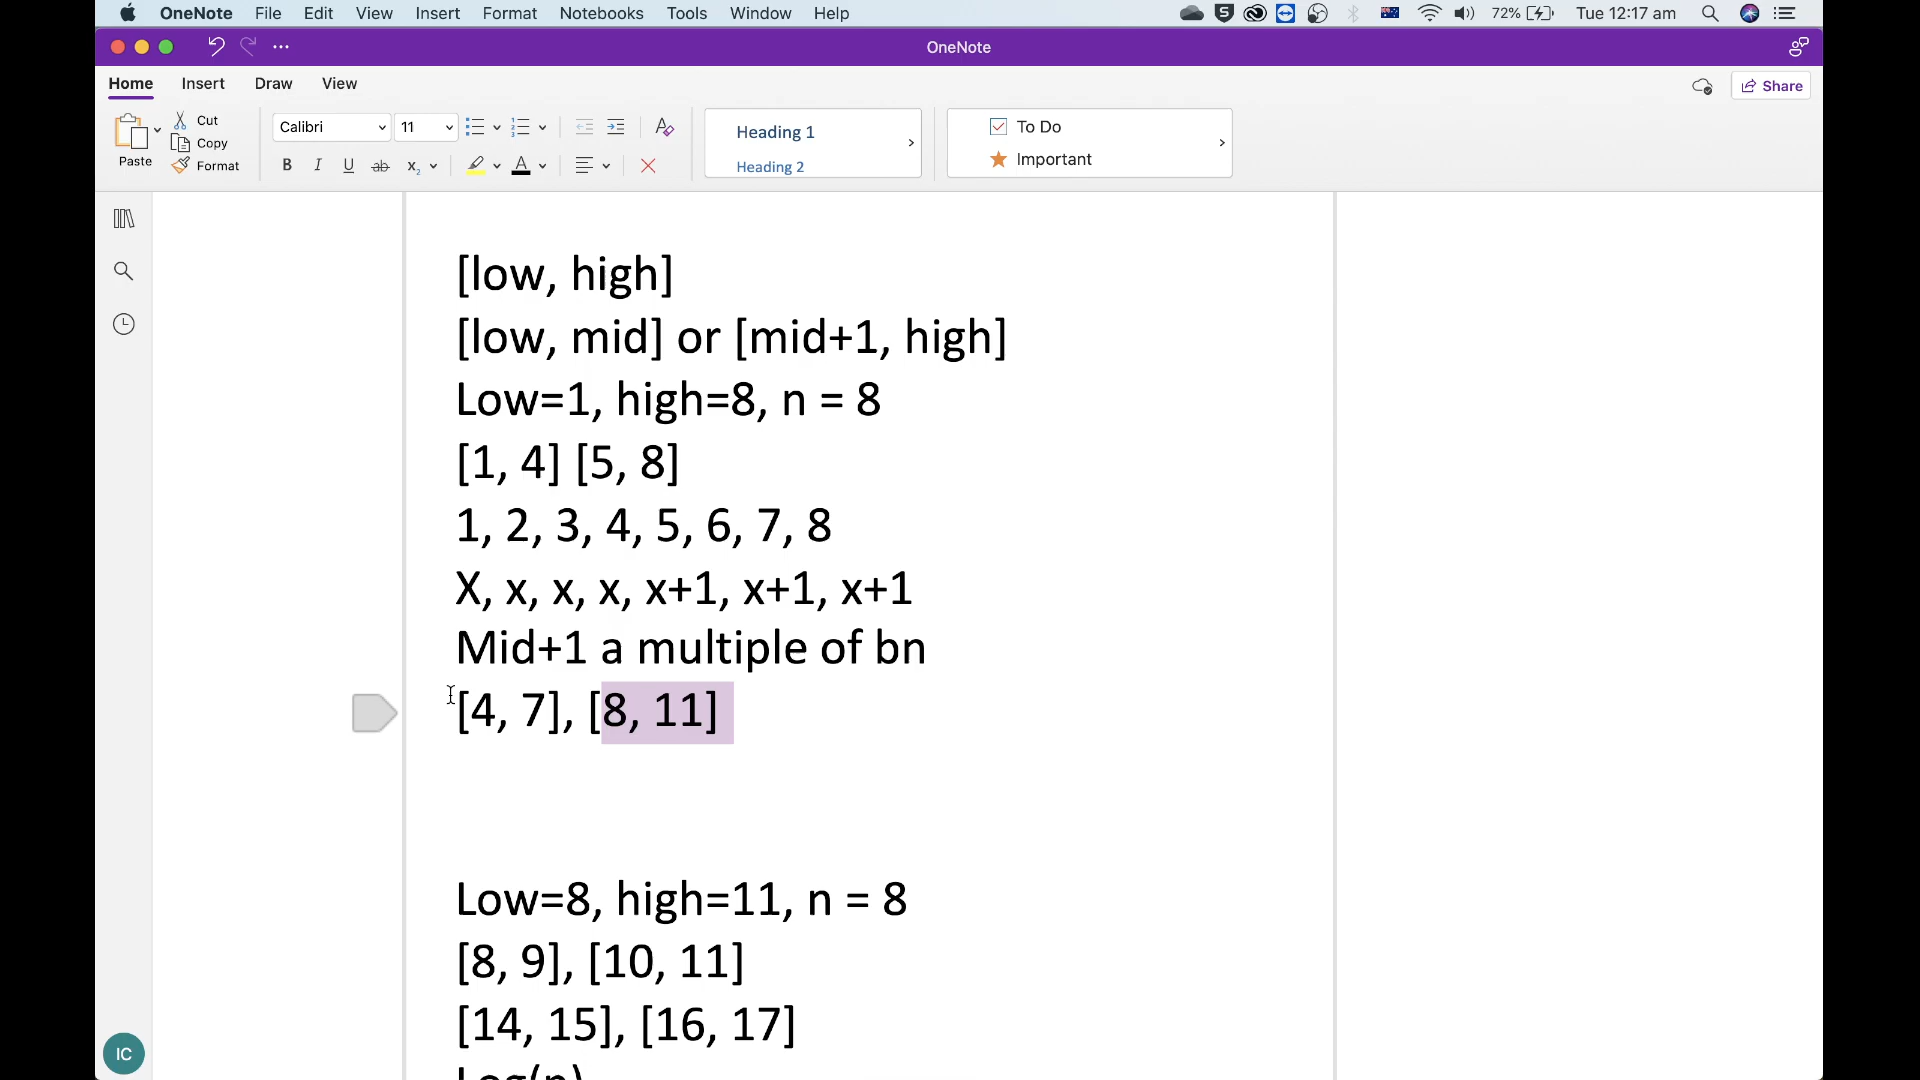 OneNote File Edit View Insert Format Notebooks Tools Window Help 72% Tue 12:17 am
OneNote
Home Insert Draw View
Share
Paste
Cut
Copy
Format
Calibri 11
B I U ab x₂ A
Heading 1
Heading 2
To Do
Important
[low, high]
[low, mid] or [mid+1, high]
Low=1, high=8, n = 8
[1, 4] [5, 8]
1, 2, 3, 4, 5, 6, 7, 8
X, x, x, x, x+1, x+1, x+1
Mid+1 a multiple of bn
[4, 7], [8, 11]
Low=8, high=11, n = 8
[8, 9], [10, 11]
[14, 15], [16, 17]
Log(n)
IC